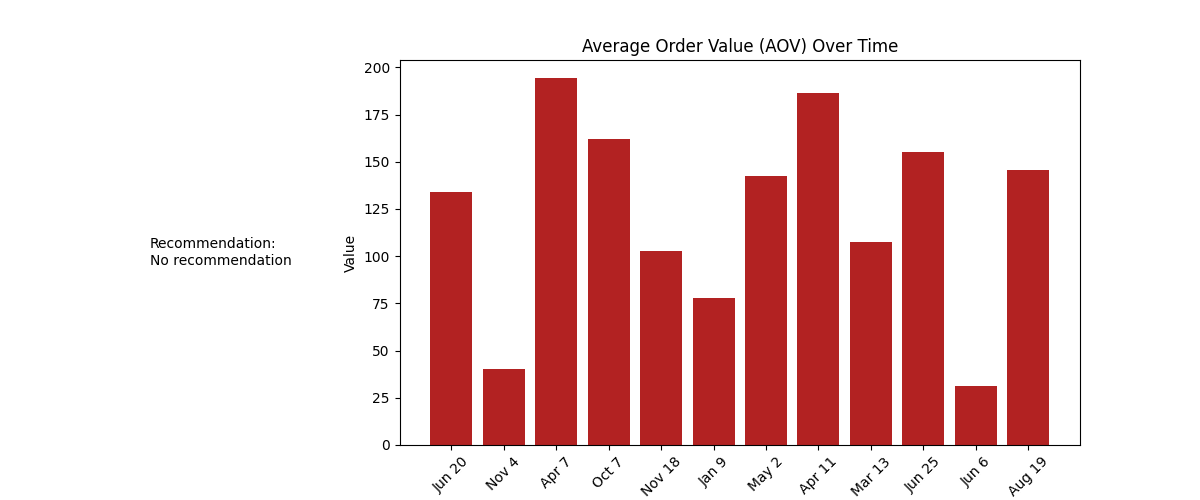 Average Order Value (AOV) Over Time
200
175
150
125
100
75
50
25
0
Value
Recommendation:
No recommendation
Jun 20
Nov 4
Apr 7
Oct 7
Nov 18
Jan 9
May 2
Apr 11
Mar 13
Jun 25
Jun 6
Aug 19